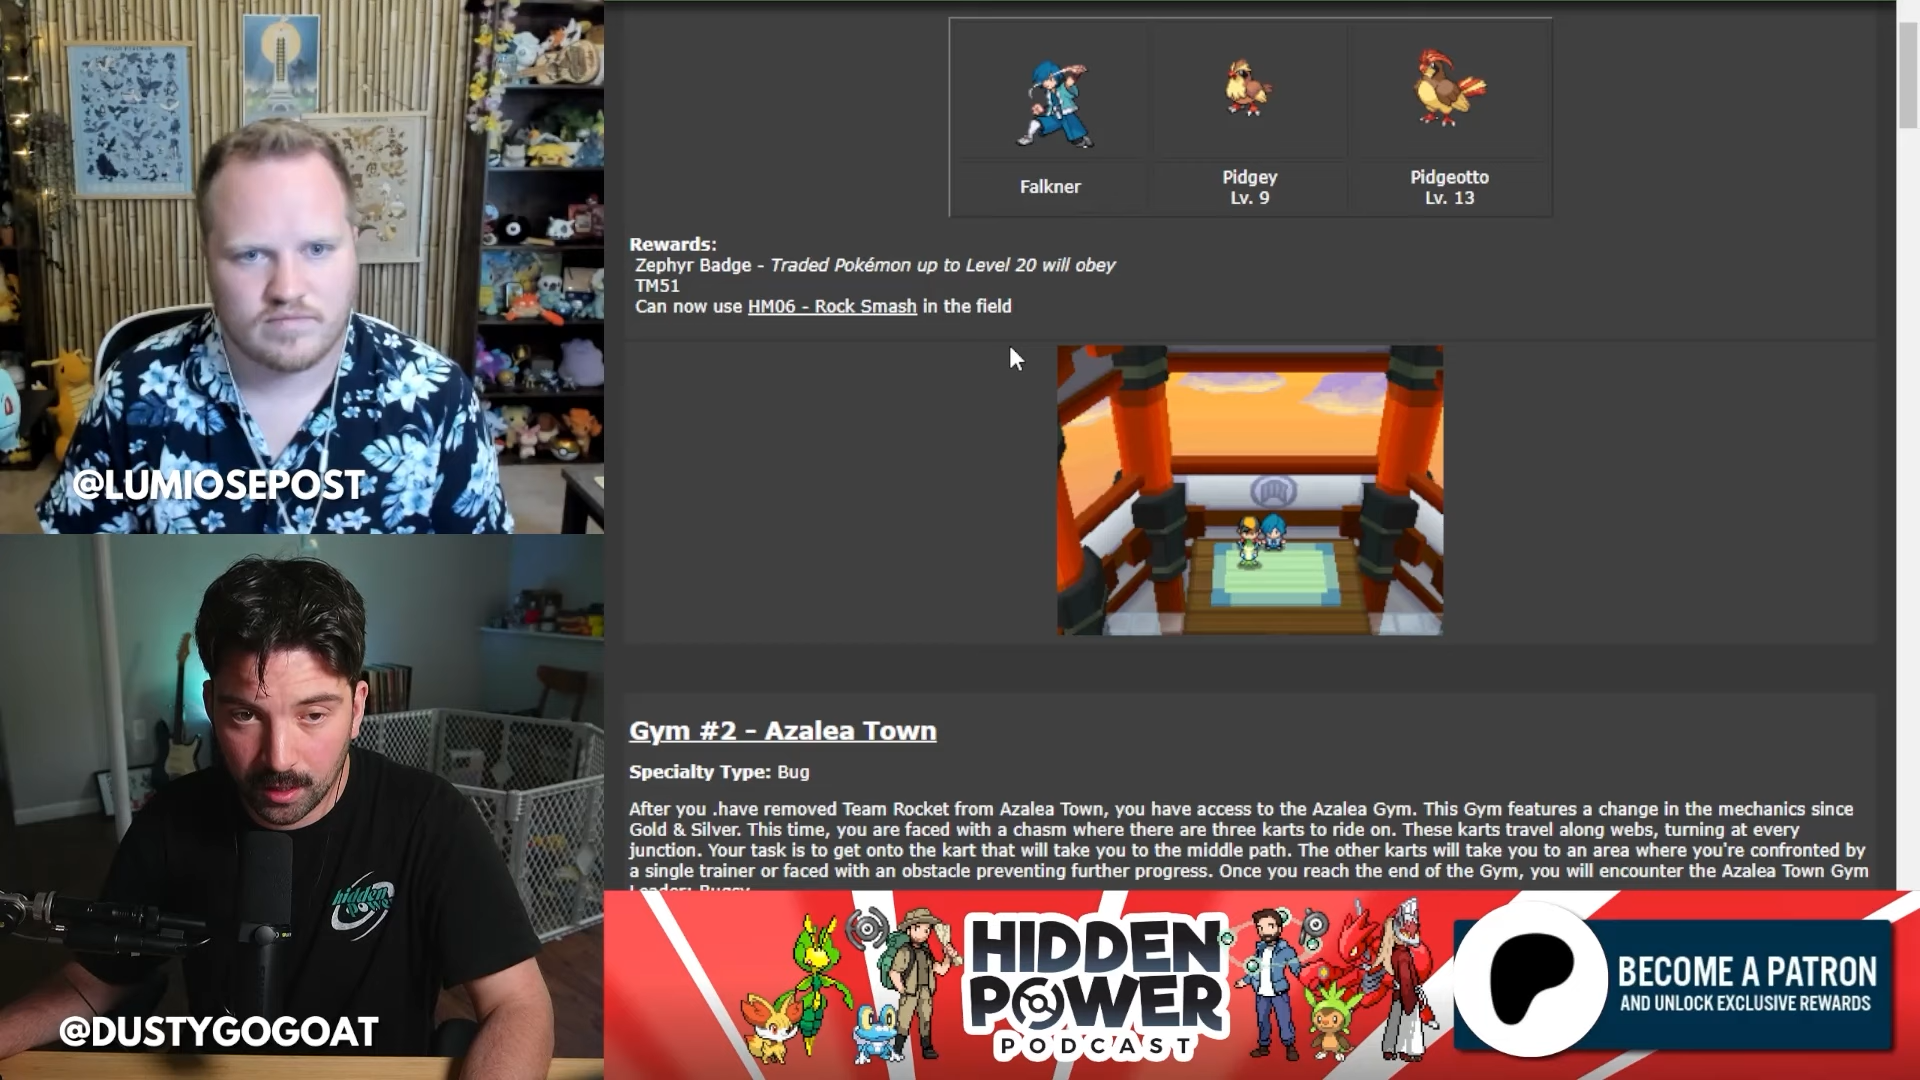 @LUMIOSEPOST
@DUSTYGOGOAT
hidden
power
Falkner
Pidgey
Lv. 9
Pidgeotto
Lv. 13
Rewards:
Zephyr Badge - Traded Pokémon up to Level 20 will obey
TM51
Can now use HM06 - Rock Smash in the field
Gym #2 - Azalea Town
Specialty Type: Bug
After you .have removed Team Rocket from Azalea Town, you have access to the Azalea Gym. This Gym features a change in the mechanics since
Gold & Silver. This time, you are faced with a chasm where there are three karts to ride on. These karts travel along webs, turning at every
junction. Your task is to get onto the kart that will take you to the middle path. The other karts will take you to an area where you're confronted by
a single trainer or faced with an obstacle preventing further progress. Once you reach the end of the Gym, you will encounter the Azalea Town Gym
Leader: Bugsy
HIDDEN
POWER
PODCAST
BECOME A PATRON
AND UNLOCK EXCLUSIVE REWARDS